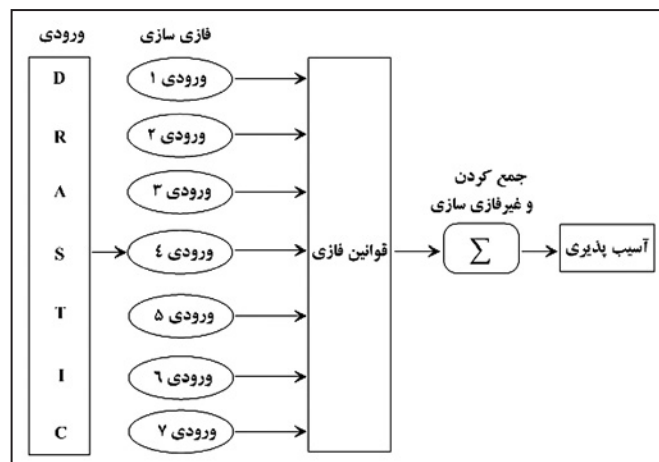 ورودی
فازی سازی
D
ورودی ۱
R
ورودی ۲
A
ورودی ۳
S
ورودی ٤
T
ورودی ۵
I
ورودی ٦
C
ورودی ۷
قوانین فازی
جمع کردن
و غیرفازی سازی
∑
آسیب پذیری